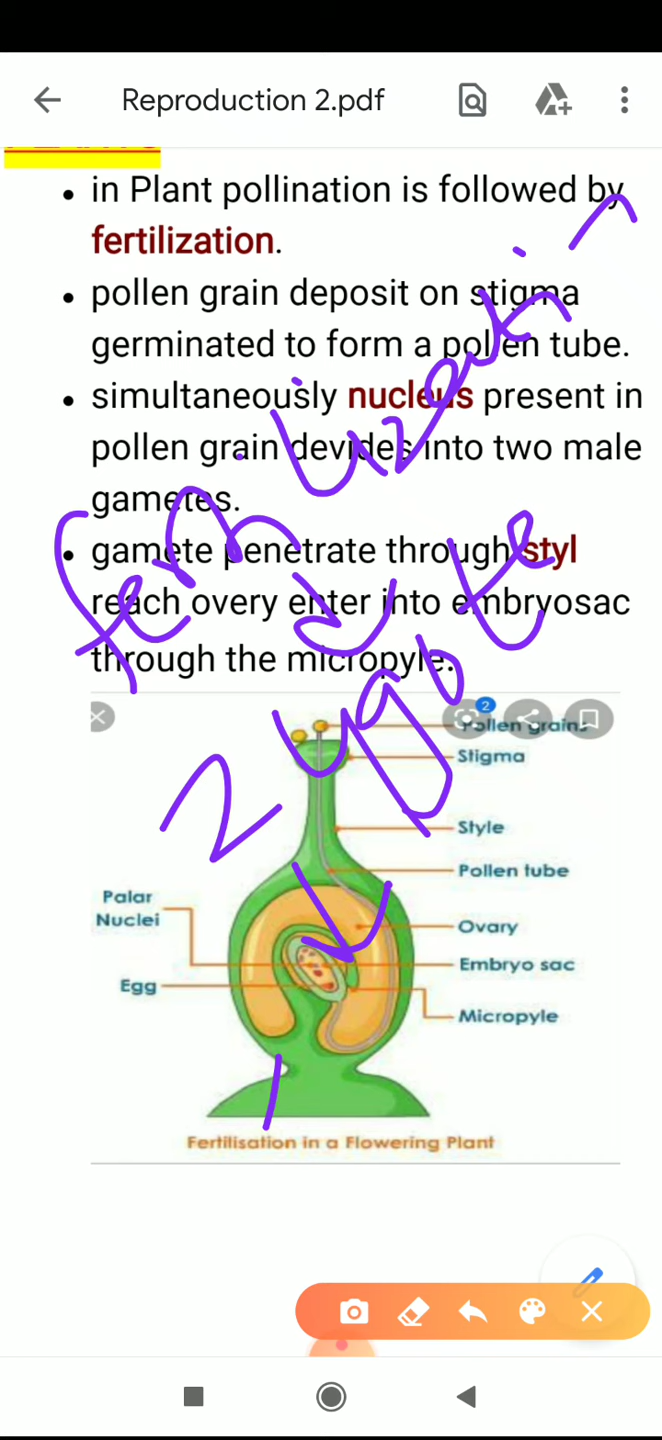 Reproduction 2.pdf
• in Plant pollination is followed by
fertilization.
• pollen grain deposit on stigma
germinated to form a pollen tube.
• simultaneously nucleus present in
pollen grain devides into two male
gametes.
• gamete penetrate through styl
reach overy enter into embryosac
through the micropyle.
fertilizati
zygote
2
Pollen grains
Stigma
Style
Pollen tube
Palar
Nuclei
Ovary
Embryo sac
Egg
Micropyle
Fertilisation in a Flowering Plant